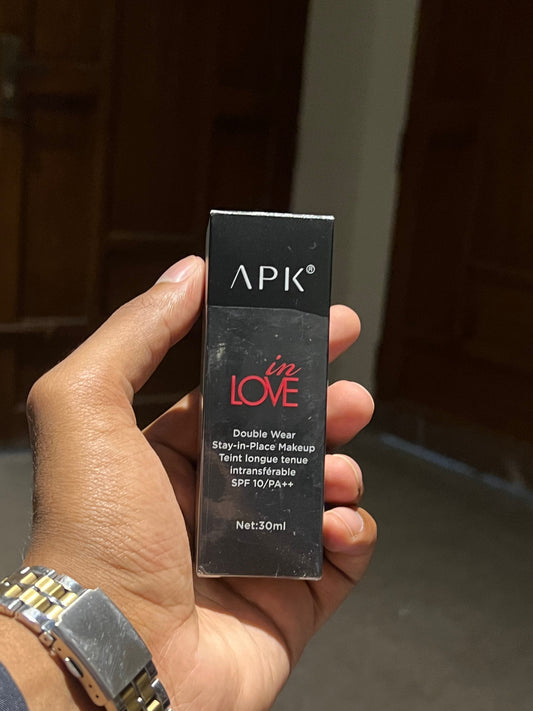 APK®
in
LOVE
Double Wear
Stay-in-Place Makeup
Teint longue tenue
intransférable
SPF 10/PA++
Net:30ml